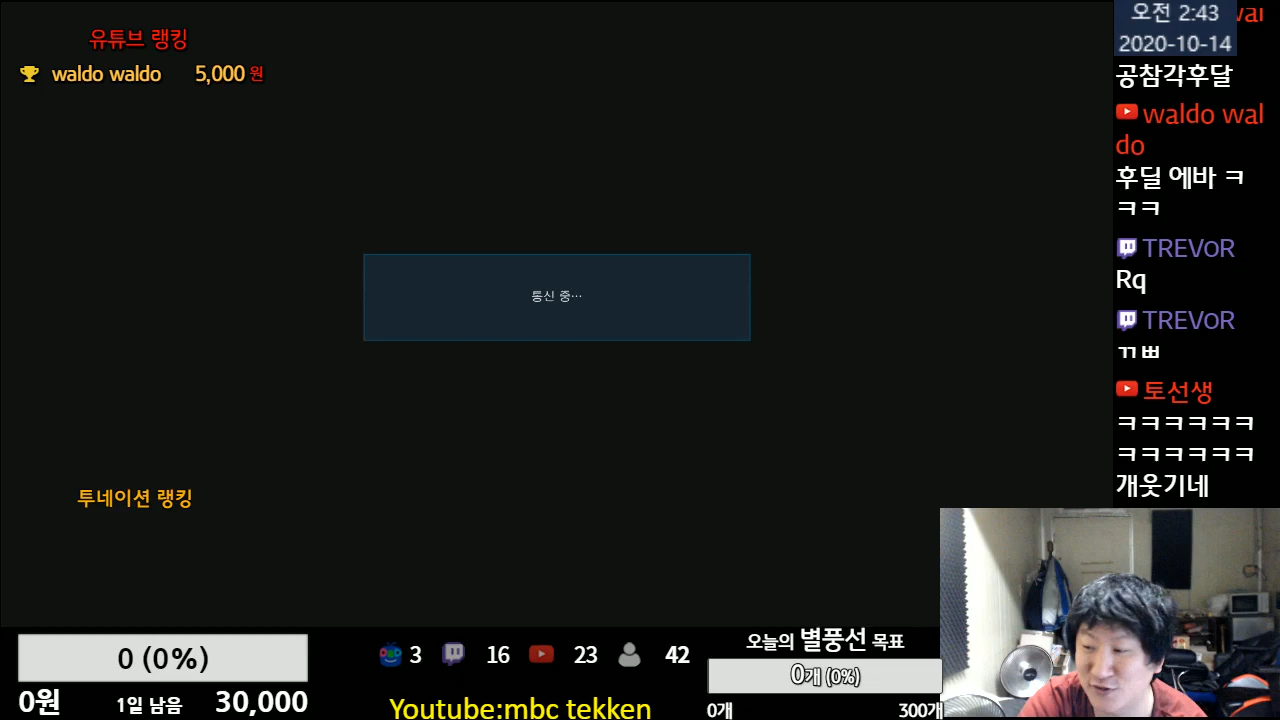 유튜브 랭킹
waldo waldo 5,000 원
통신 중…
투네이션 랭킹
0 (0%)
0원 1일 남음 30,000
3 16 23 42
Youtube:mbc tekken
오늘의 별풍선 목표
0개 (0%)
0개 300개
오전 2:43
2020-10-14
공참각후달
waldo wal
do
후딜 에바 ㅋ
ㅋㅋ
TREVoR
Rq
TREVoR
ㄲㅃ
토선생
ㅋㅋㅋㅋㅋㅋ
ㅋㅋㅋㅋㅋㅋ
개웃기네